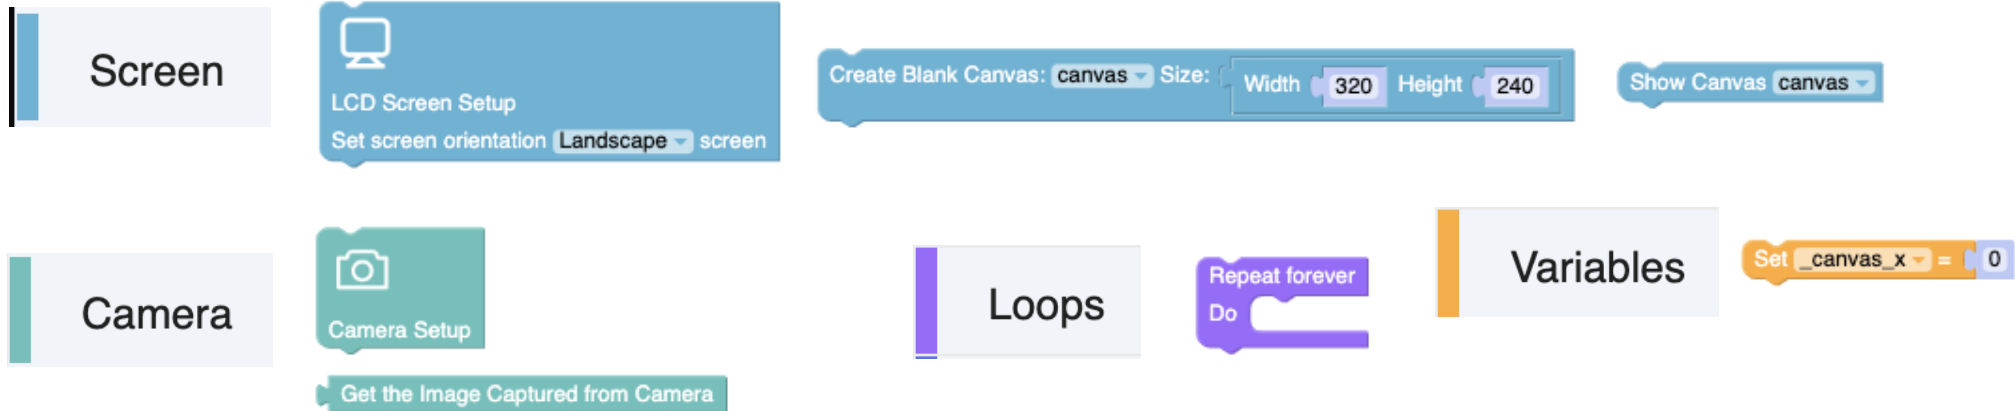 Screen
LCD Screen Setup
Set screen orientation Landscape screen
Create Blank Canvas: canvas Size: Width 320 Height 240
Show Canvas canvas
Camera
Camera Setup
Get the Image Captured from Camera
Loops
Repeat forever
Do
Variables
Set _canvas_x = 0